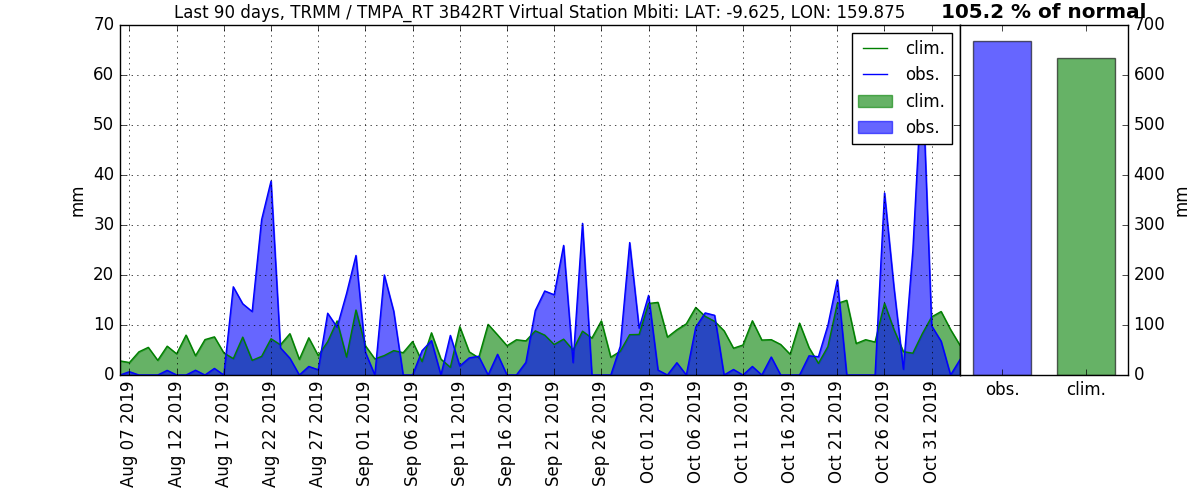 Last 90 days, TRMM / TMPA_RT 3B42RT Virtual Station Mbiti: LAT: -9.625, LON: 159.875
105.2 % of normal
70
60
50
40
30
20
10
0
mm
clim.
obs.
clim.
obs.
Aug 07 2019
Aug 12 2019
Aug 17 2019
Aug 22 2019
Aug 27 2019
Sep 01 2019
Sep 06 2019
Sep 11 2019
Sep 16 2019
Sep 21 2019
Sep 26 2019
Oct 01 2019
Oct 06 2019
Oct 11 2019
Oct 16 2019
Oct 21 2019
Oct 26 2019
Oct 31 2019
700
600
500
400
300
200
100
0
mm
obs.
clim.